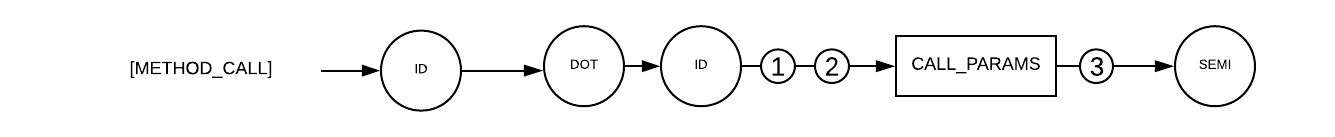 [METHOD_CALL] ID DOT ID 1 2 CALL_PARAMS 3 SEMI